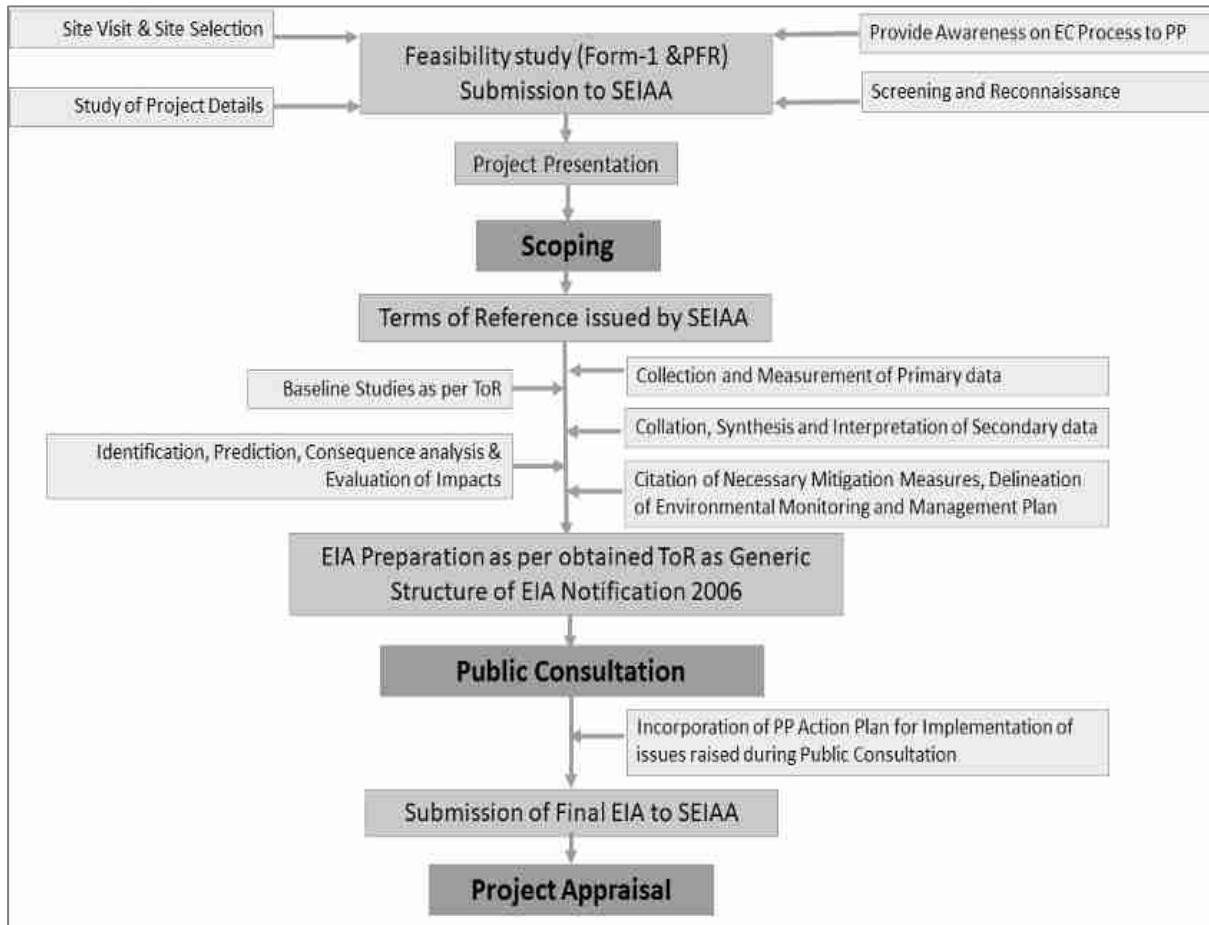 Site Visit & Site Selection
Provide Awareness on EC Process to PP
Feasibility study (Form-1 &PFR)
Submission to SEIAA
Study of Project Details
Screening and Reconnaissance
Project Presentation
Scoping
Terms of Reference issued by SEIAA
Collection and Measurement of Primary data
Baseline Studies as per ToR
Collation, Synthesis and Interpretation of Secondary data
Identification, Prediction, Consequence analysis &
Evaluation of Impacts
Citation of Necessary Mitigation Measures, Delineation
of Environmental Monitoring and Management Plan
EIA Preparation as per obtained ToR as Generic
Structure of EIA Notification 2006
Public Consultation
Incorporation of PP Action Plan for Implementation of
issues raised during Public Consultation
Submission of Final EIA to SEIAA
Project Appraisal